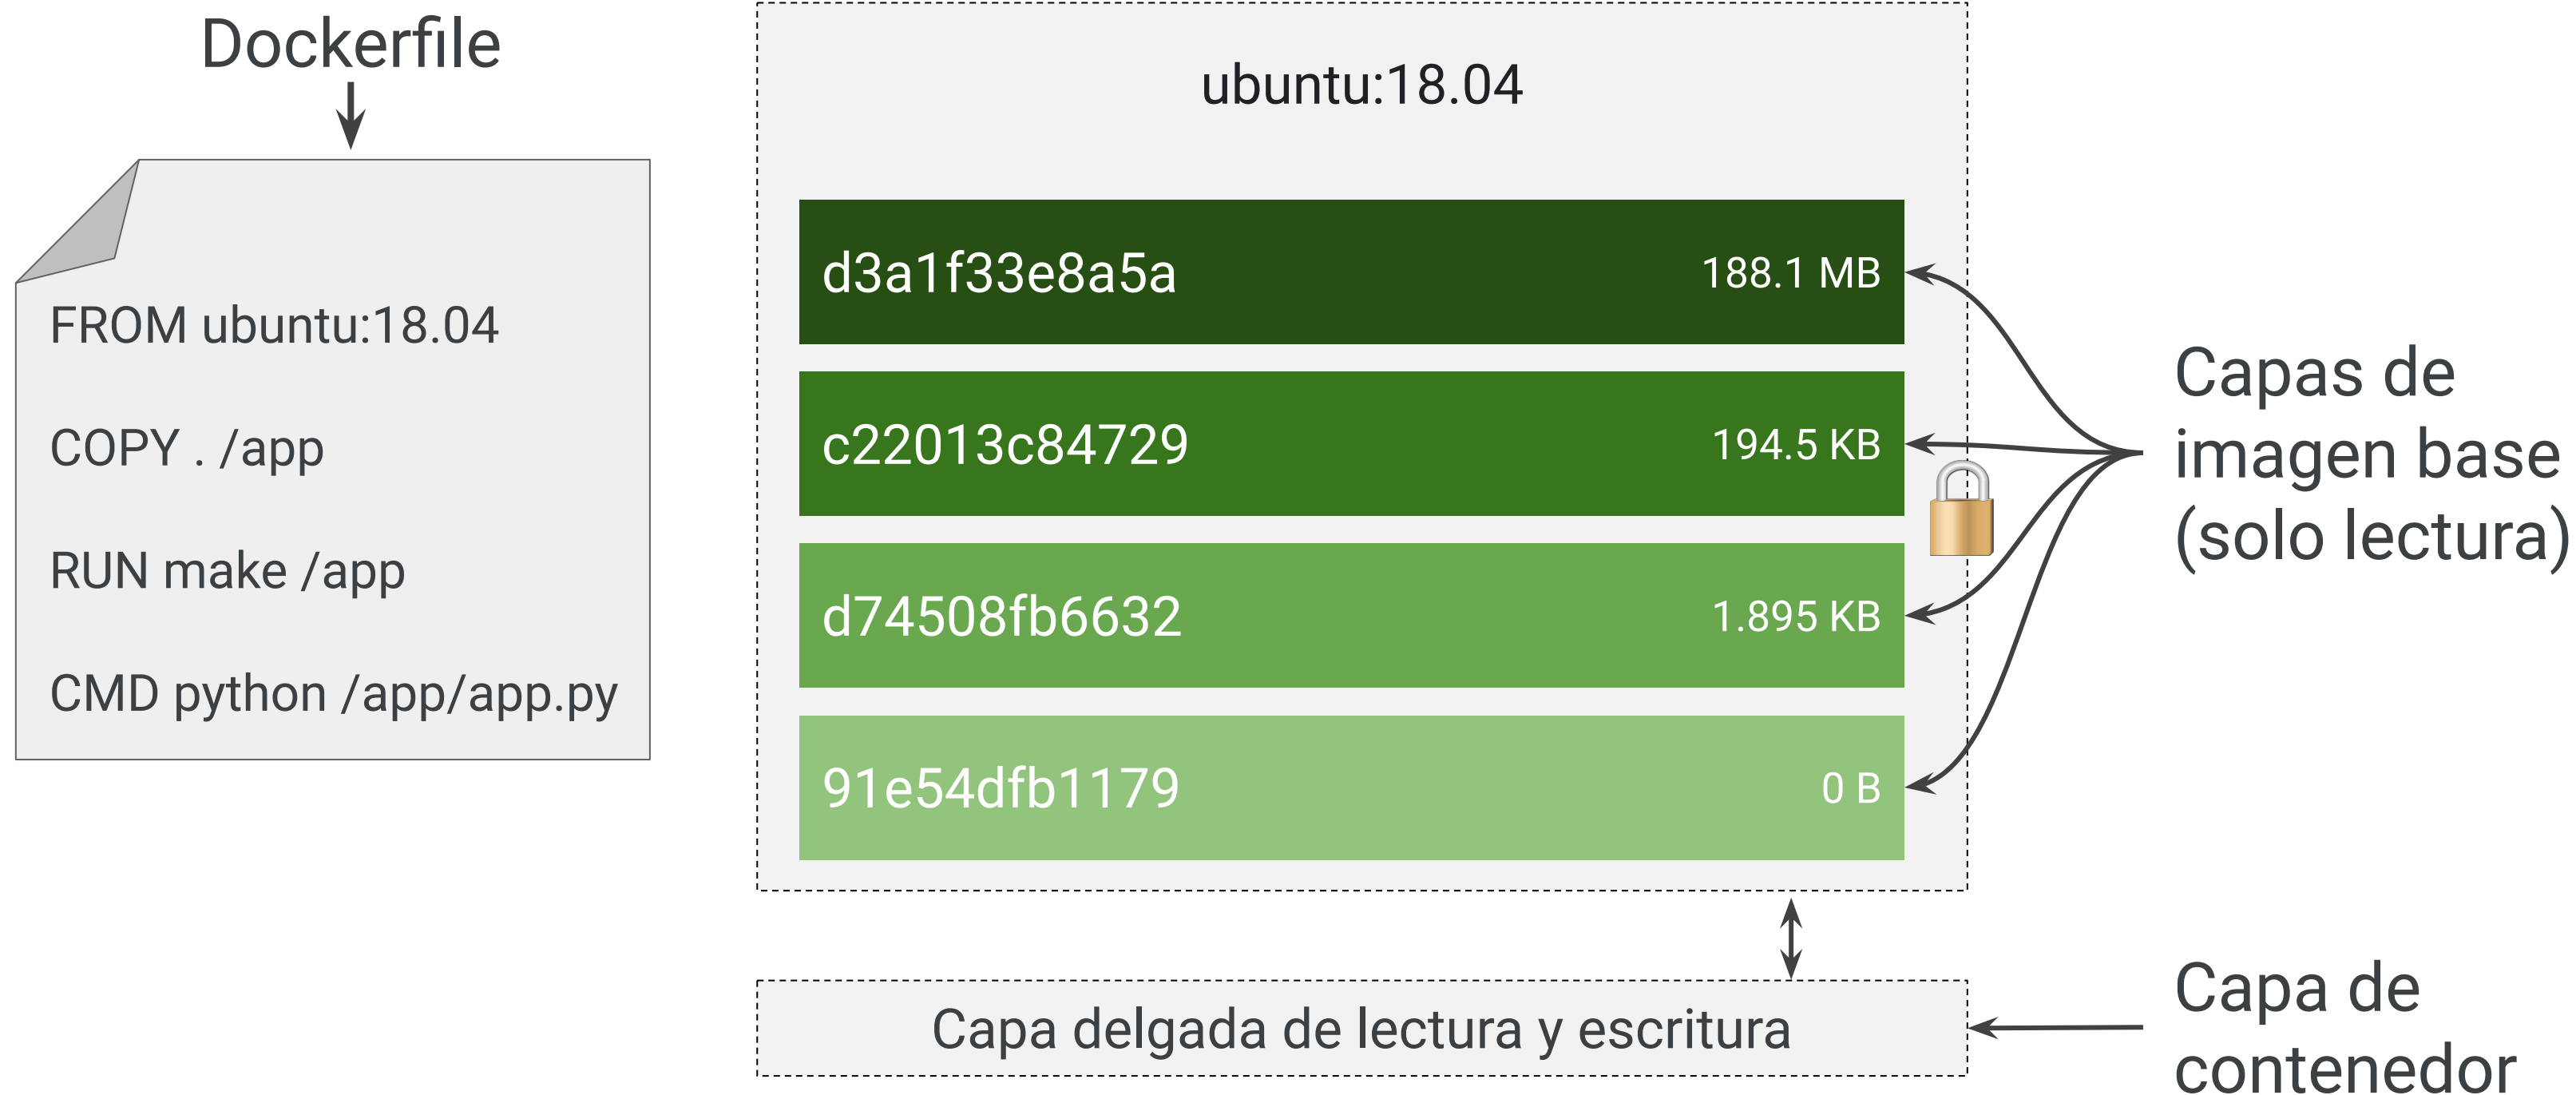 Dockerfile
FROM ubuntu:18.04
COPY . /app
RUN make /app
CMD python /app/app.py
ubuntu:18.04
d3a1f33e8a5a 188.1 MB
c22013c84729 194.5 KB
d74508fb6632 1.895 KB
91e54dfb1179 0 B
Capas de
imagen base
(solo lectura)
Capa delgada de lectura y escritura
Capa de
contenedor